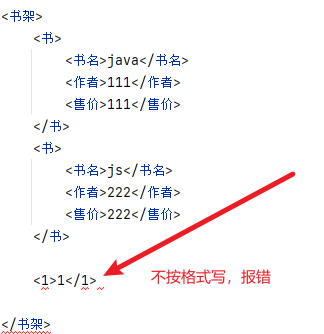 <书架>
<书>
<书名>java</书名>
<作者>111</作者>
<售价>111</售价>
</书>
<书>
<书名>js</书名>
<作者>222</作者>
<售价>222</售价>
</书>
<1>1</1>
不按格式写，报错
</书架>